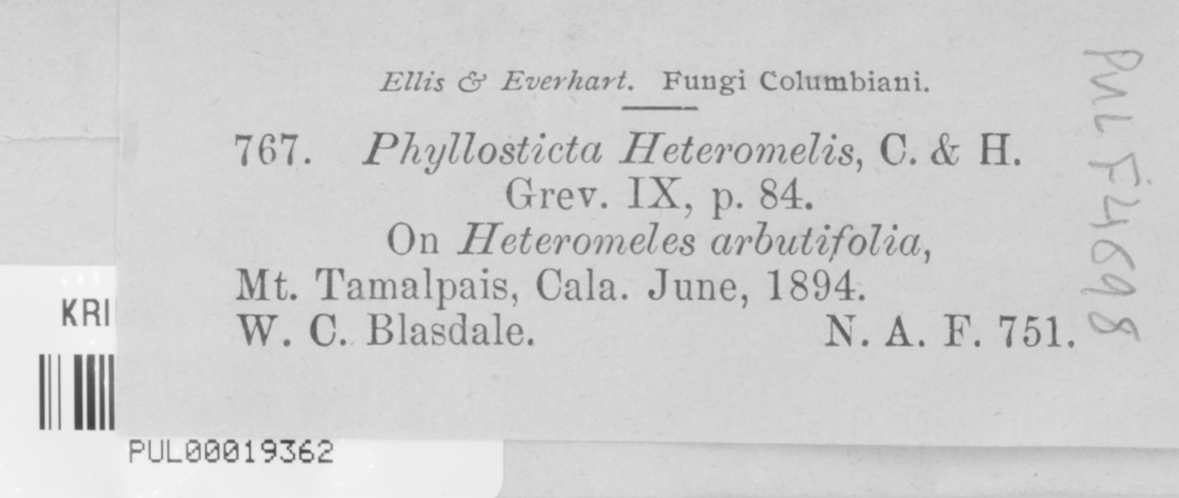 Ellis & Everhart. Fungi Columbiani.
767. Phyllosticta Heteromelis, C. & H.
Grev. IX, p. 84.
On Heteromeles arbutifolia,
Mt. Tamalpais, Cala. June, 1894.
W. C. Blasdale. N. A. F. 751.
PUL F4698
KRI
PUL00019362